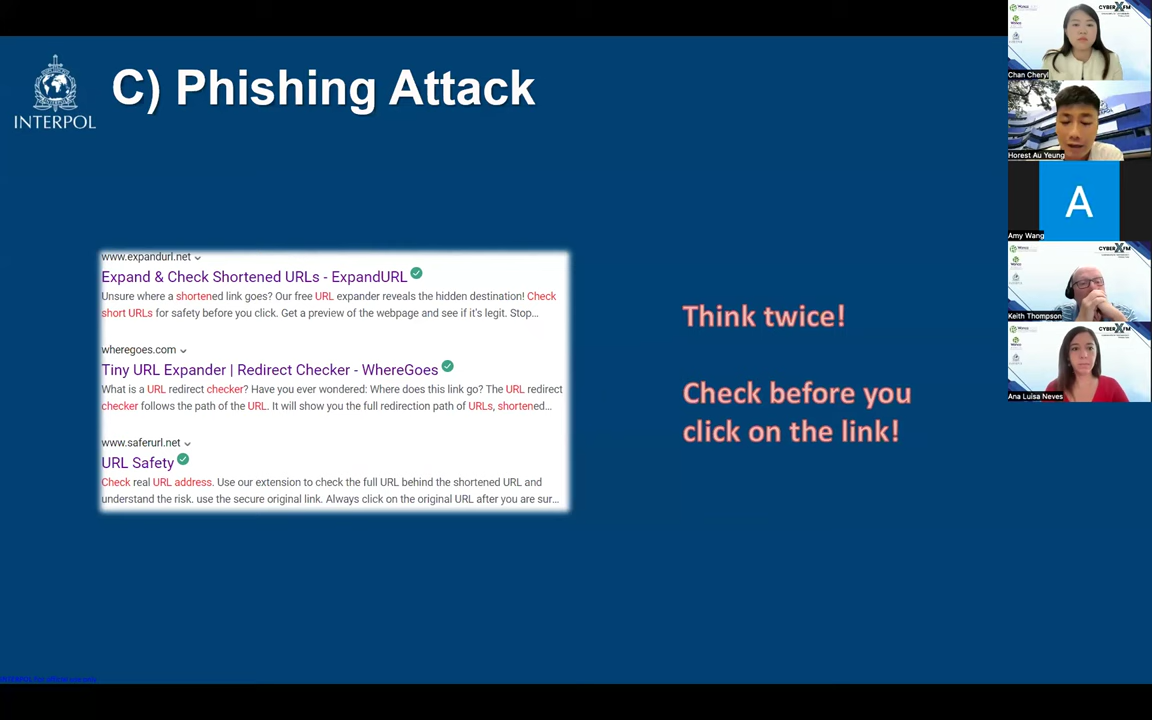 C) Phishing Attack
INTERPOL
www.expandurl.net
Expand & Check Shortened URLs - ExpandURL
Unsure where a shortened link goes? Our free URL expander reveals the hidden destination! Check
short URLs for safety before you click. Get a preview of the webpage and see if it's legit. Stop...
wheregoes.com
Tiny URL Expander | Redirect Checker - WhereGoes
What is a URL redirect checker? Have you ever wondered: Where does this link go? The URL redirect
checker follows the path of the URL. It will show you the full redirection path of URLs, shortened...
www.saferurl.net
URL Safety
Check real URL address. Use our extension to check the full URL behind the shortened URL and
understand the risk. use the secure original link. Always click on the original URL after you are sur...
Think twice!
Check before you
click on the link!
CYBER FM
Chan Cheryl
Horest Au Yeung
A
Amy Wang
CYBER FM
Keith Thompson
CYBER FM
Ana Luísa Neves